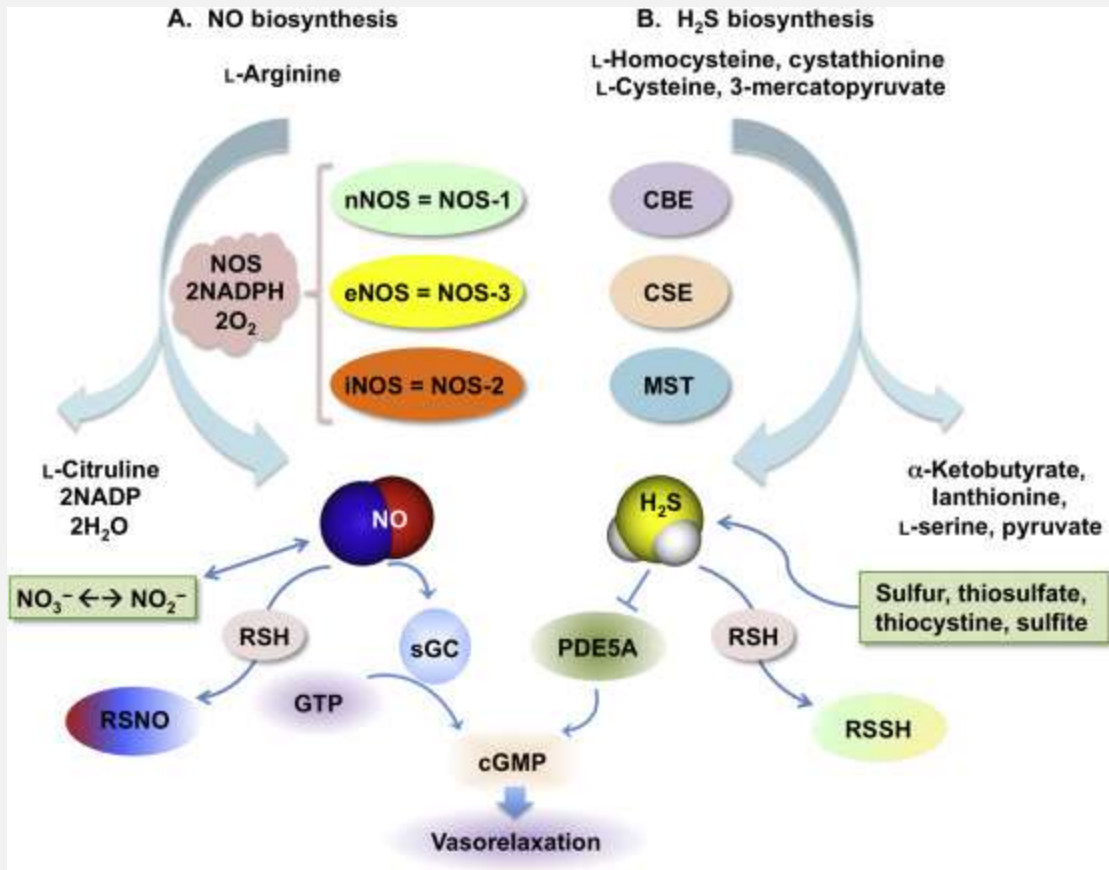 A. NO biosynthesis
L-Arginine
nNOS = NOS-1
eNOS = NOS-3
iNOS = NOS-2
NOS
2NADPH
2O₂
L-Citruline
2NADP
2H₂O
NO
NO₃⁻ ←→ NO₂⁻
RSH
sGC
RSNO
GTP
B. H₂S biosynthesis
L-Homocysteine, cystathionine
L-Cysteine, 3-mercatopyruvate
CBE
CSE
MST
α-Ketobutyrate,
lanthionine,
L-serine, pyruvate
H₂S
Sulfur, thiosulfate,
thiocystine, sulfite
PDE5A
RSH
RSSH
cGMP
Vasorelaxation